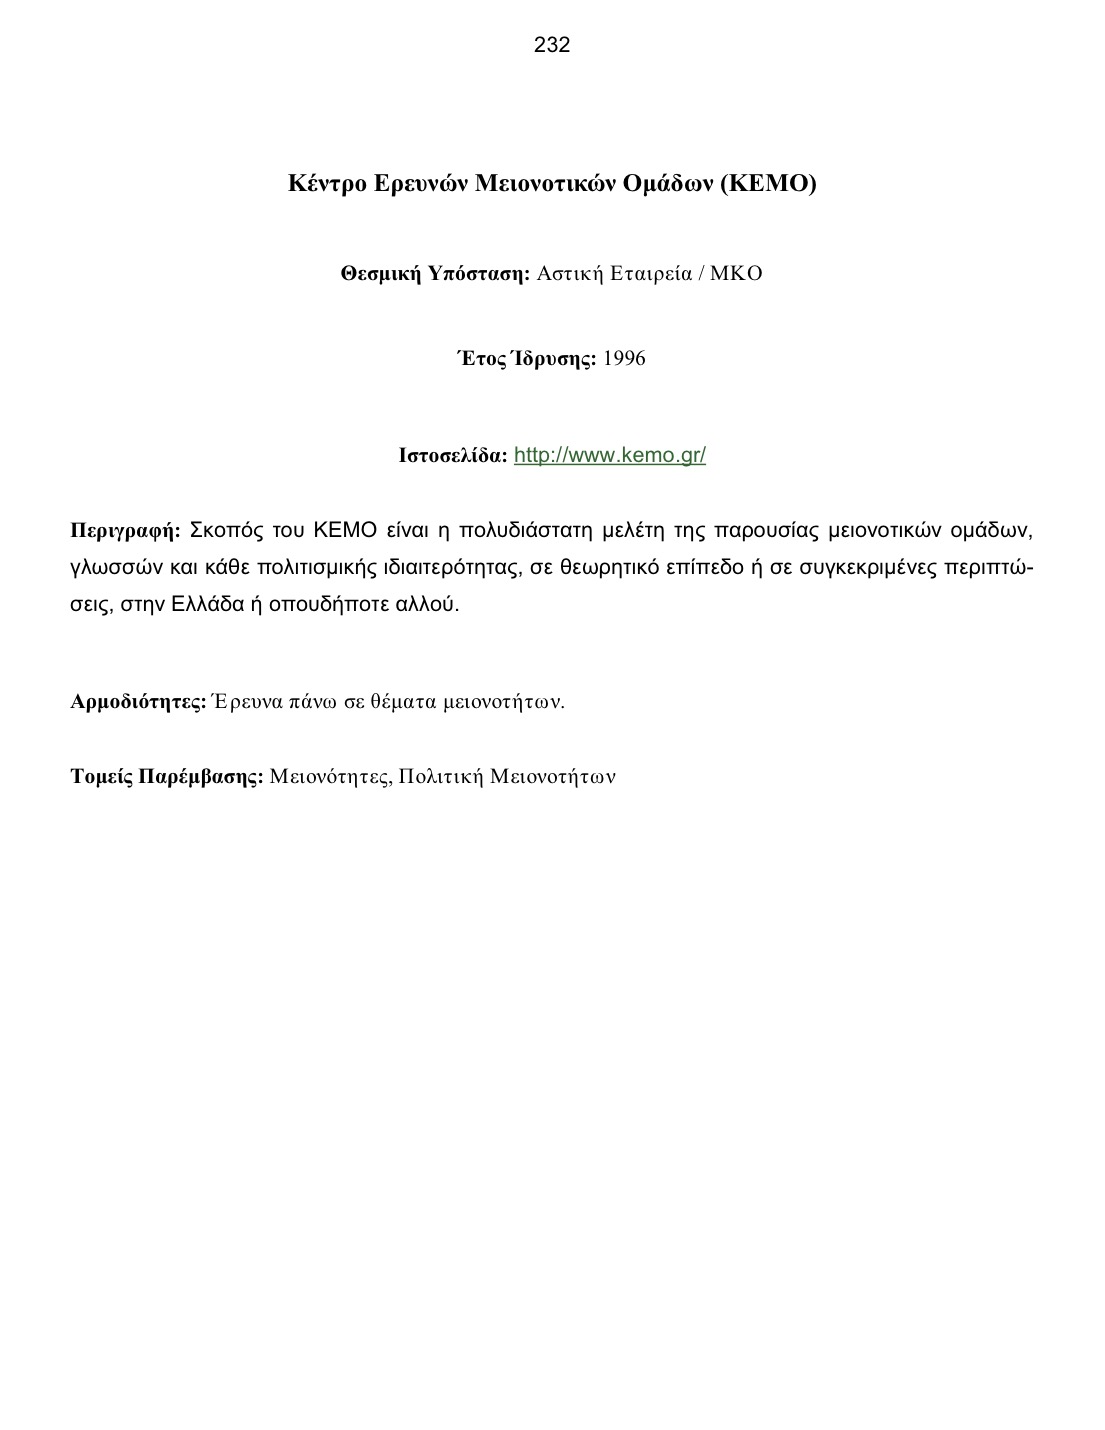 232
Κέντρο Ερευνών Μειονοτικών Ομάδων (ΚΕΜΟ)
Θεσμική Υπόσταση: Αστική Εταιρεία / ΜΚΟ
Έτος Ίδρυσης: 1996
Ιστοσελίδα: http://www.kemo.gr/
Περιγραφή: Σκοπός του ΚΕΜΟ είναι η πολυδιάστατη μελέτη της παρουσίας μειονοτικών ομάδων,
γλωσσών και κάθε πολιτισμικής ιδιαιτερότητας, σε θεωρητικό επίπεδο ή σε συγκεκριμένες περιπτώ-
σεις, στην Ελλάδα ή οπουδήποτε αλλού.
Αρμοδιότητες: Έρευνα πάνω σε θέματα μειονοτήτων.
Τομείς Παρέμβασης: Μειονότητες, Πολιτική Μειονοτήτων